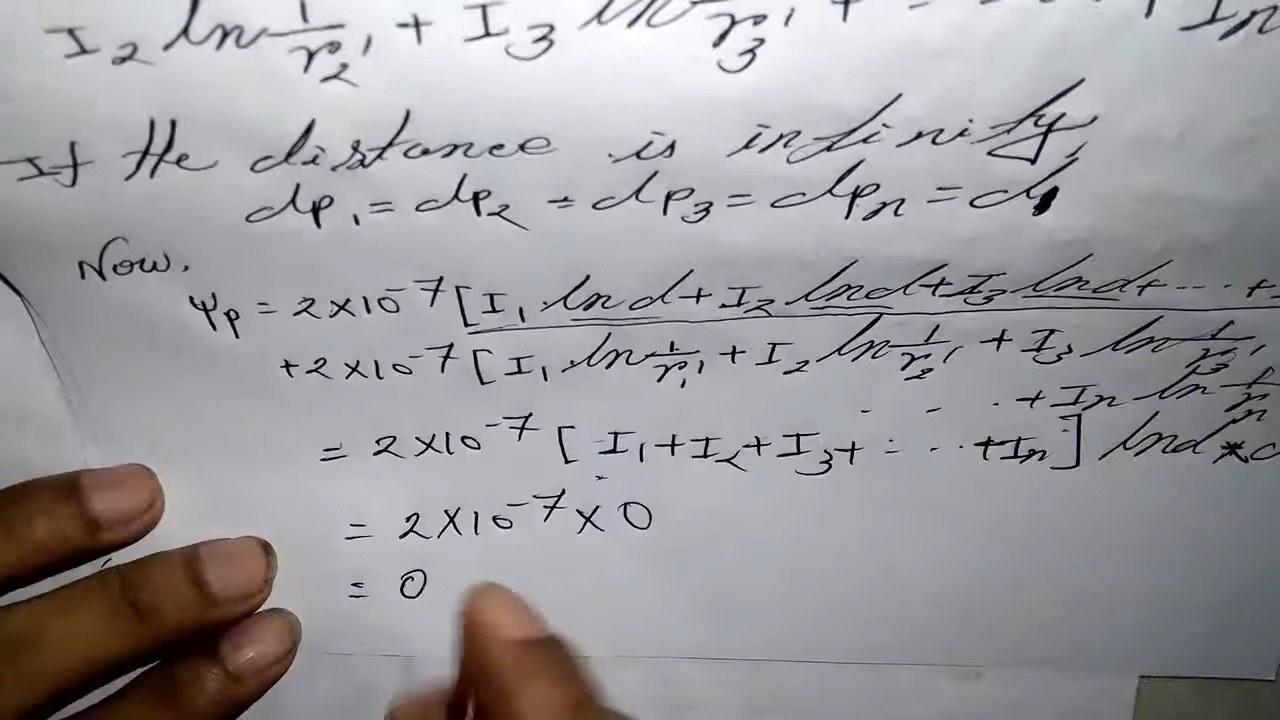 I₂ ln 1/r₂' + I₃ ln 1/r₃' + - + Iₙ
If the distance is infinity,
dp₁ = dp₂ = dp₃ = dpₙ = d
Now,
Ψp = 2×10⁻⁷ [I₁ ln d + I₂ ln d + I₃ ln d + ---- +
+2×10⁻⁷ [I₁ ln 1/r₁' + I₂ ln 1/r₂' + I₃ ln 1/r₃'
- - . + Iₙ ln 1/rₙ
= 2×10⁻⁷ [I₁+I₂+I₃+ - - ·+Iₙ] ln d
= 2×10⁻⁷ × 0
= 0